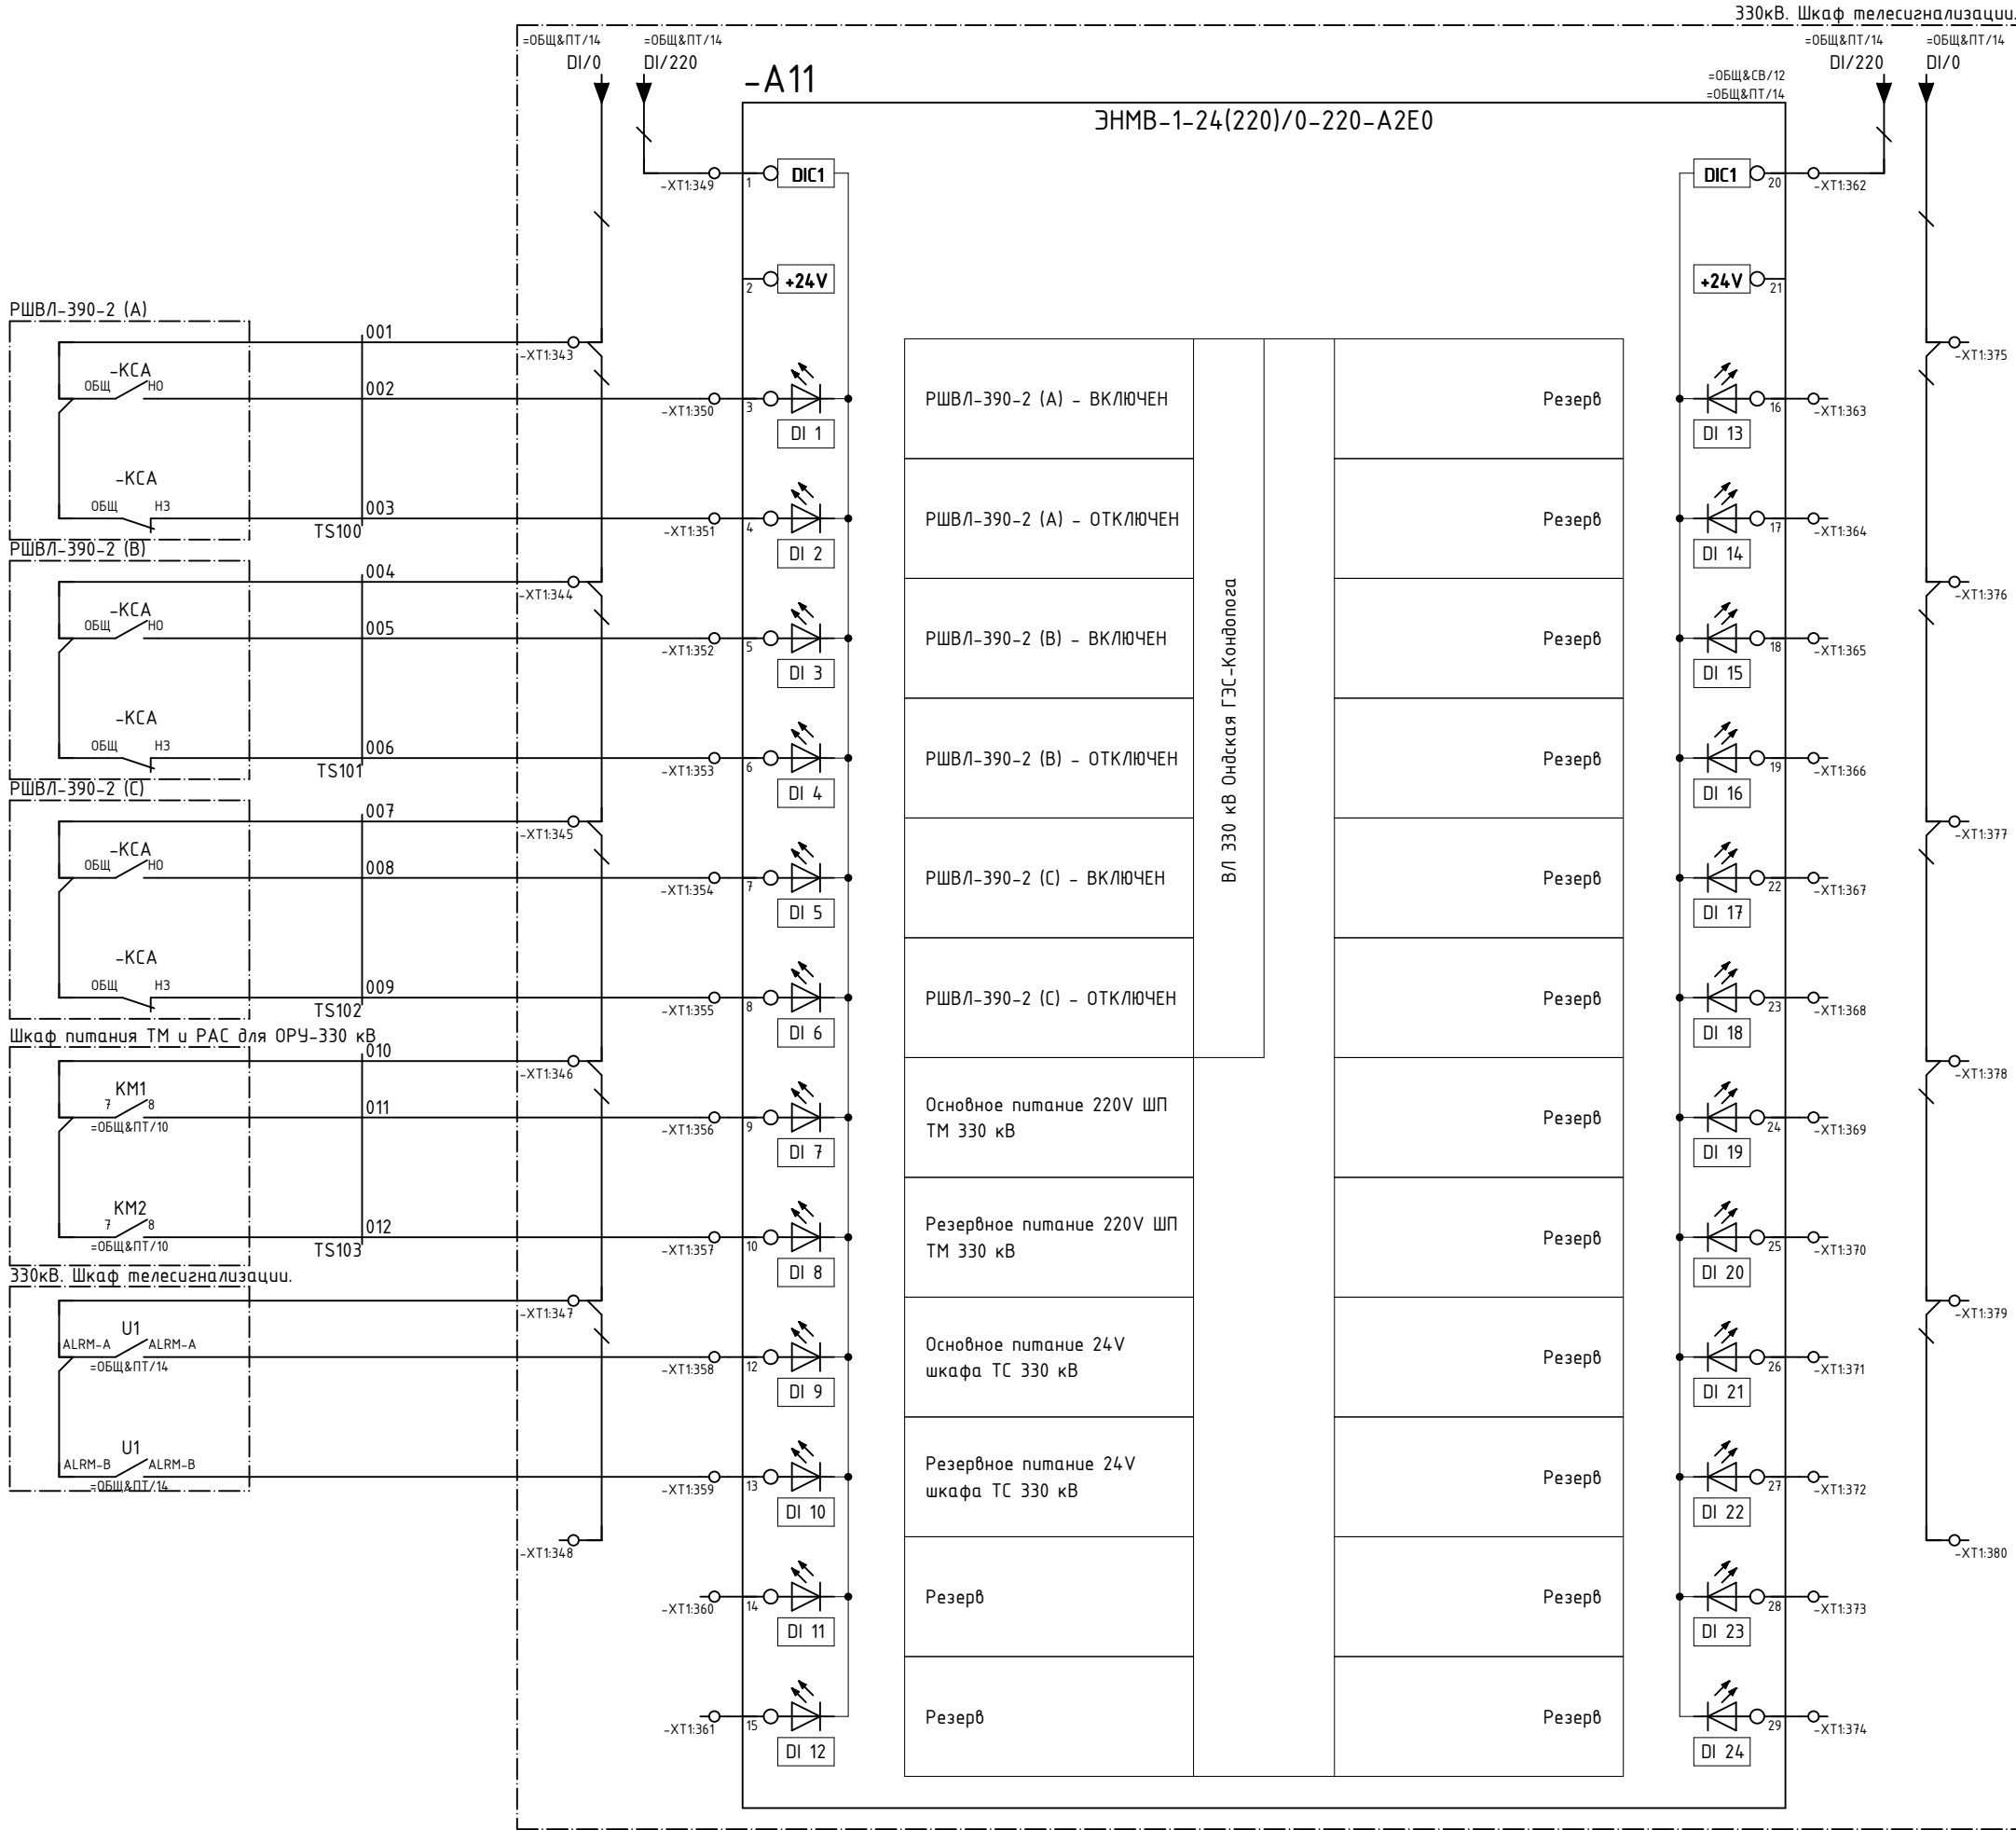 330кВ. Шкаф телесигнализации.
=ОБЩ&ПТ/14
=ОБЩ&ПТ/14
=ОБЩ&ПТ/14
=ОБЩ&ПТ/14
DI/0
DI/220
DI/220
DI/0
-А11
=ОБЩ&СВ/12
=ОБЩ&ПТ/14
ЭНМВ-1-24(220)/0-220-А2Е0
-XT1:349
1
DIC1
DIC1
20
-XT1:362
2
+24V
+24V
21
РШВЛ-390-2 (А)
001
-XT1:343
-XT1:375
-КСА
ОБЩ
НО
002
-XT1:350
3
DI 1
РШВЛ-390-2 (А) - ВКЛЮЧЕН
Резерв
DI 13
16
-XT1:363
-КСА
ОБЩ
НЗ
003
TS100
-XT1:351
4
DI 2
РШВЛ-390-2 (А) - ОТКЛЮЧЕН
Резерв
DI 14
17
-XT1:364
РШВЛ-390-2 (В)
004
-XT1:344
-XT1:376
-КСА
ОБЩ
НО
005
-XT1:352
5
DI 3
РШВЛ-390-2 (В) - ВКЛЮЧЕН
ВЛ 330 кВ Ондская ГЭС-Кондопога
Резерв
DI 15
18
-XT1:365
-КСА
ОБЩ
НЗ
006
TS101
-XT1:353
6
DI 4
РШВЛ-390-2 (В) - ОТКЛЮЧЕН
Резерв
DI 16
19
-XT1:366
РШВЛ-390-2 (С)
007
-XT1:345
-XT1:377
-КСА
ОБЩ
НО
008
-XT1:354
7
DI 5
РШВЛ-390-2 (С) - ВКЛЮЧЕН
Резерв
DI 17
22
-XT1:367
-КСА
ОБЩ
НЗ
009
TS102
-XT1:355
8
DI 6
РШВЛ-390-2 (С) - ОТКЛЮЧЕН
Резерв
DI 18
23
-XT1:368
Шкаф питания ТМ и РАС для ОРУ-330 кВ
010
-XT1:346
-XT1:378
КМ1
7
8
=ОБЩ&ПТ/10
011
-XT1:356
9
DI 7
Основное питание 220V ШП
ТМ 330 кВ
Резерв
DI 19
24
-XT1:369
КМ2
7
8
=ОБЩ&ПТ/10
012
TS103
-XT1:357
10
DI 8
Резервное питание 220V ШП
ТМ 330 кВ
Резерв
DI 20
25
-XT1:370
330кВ. Шкаф телесигнализации.
-XT1:347
-XT1:379
U1
ALRM-A
ALRM-A
=ОБЩ&ПТ/14
-XT1:358
12
DI 9
Основное питание 24V
шкафа ТС 330 кВ
Резерв
DI 21
26
-XT1:371
U1
ALRM-B
ALRM-B
=ОБЩ&ПТ/14
-XT1:359
13
DI 10
Резервное питание 24V
шкафа ТС 330 кВ
Резерв
DI 22
27
-XT1:372
-XT1:348
-XT1:380
-XT1:360
14
DI 11
Резерв
Резерв
DI 23
28
-XT1:373
-XT1:361
15
DI 12
Резерв
Резерв
DI 24
29
-XT1:374